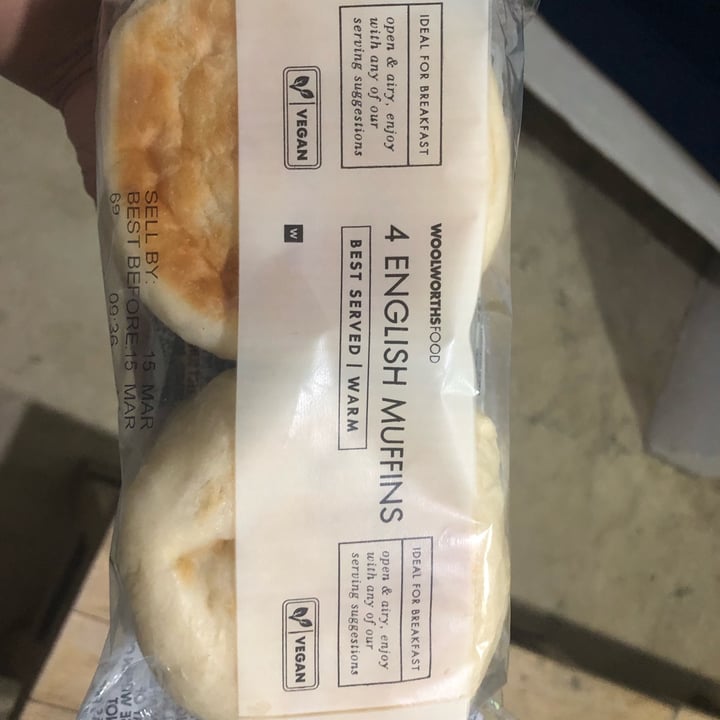 IDEAL FOR BREAKFAST
open & airy, enjoy
with any of our
serving suggestions
VEGAN
WOOLWORTHSFOOD
4 ENGLISH MUFFINS
BEST SERVED | WARM
W
IDEAL FOR BREAKFAST
open & airy, enjoy
with any of our
serving suggestions
VEGAN
SELL BY: 15 MAR
BEST BEFORE:15 MAR
69 09:36